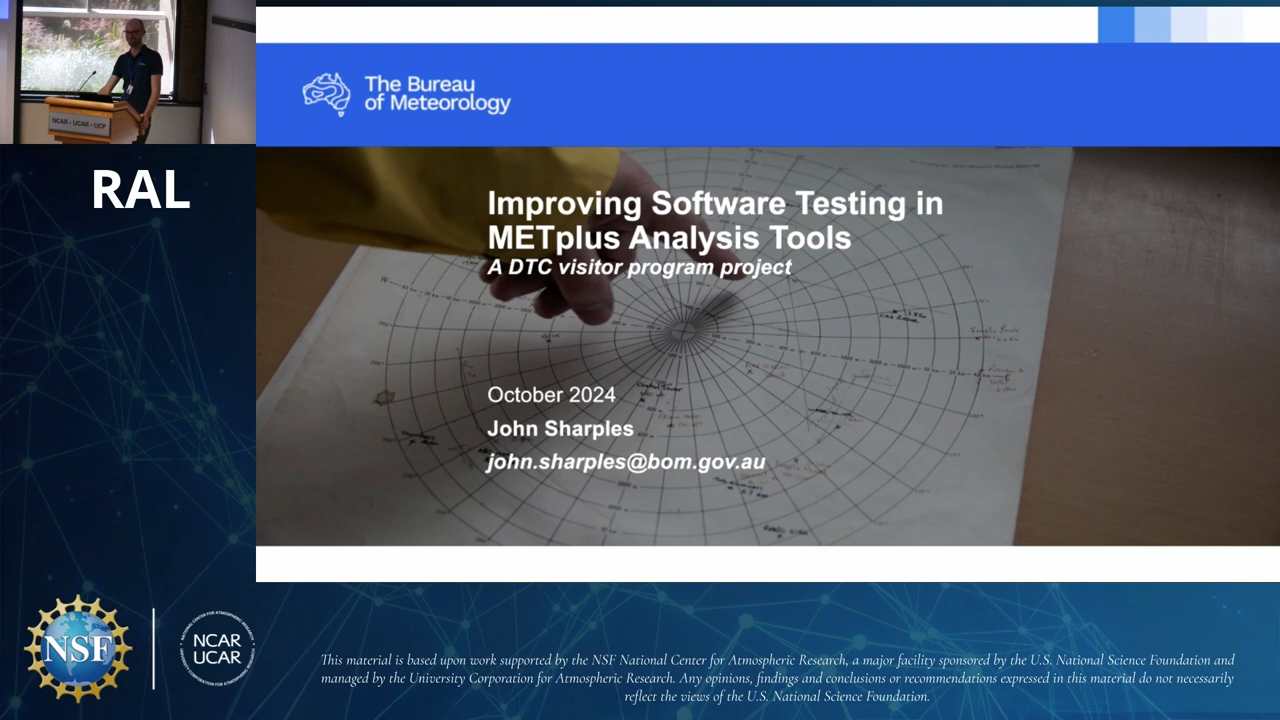 NCAR • UCAR • UCP
RAL
The Bureau
of Meteorology
Improving Software Testing in
METplus Analysis Tools
A DTC visitor program project
October 2024
John Sharples
john.sharples@bom.gov.au
NSF
NCAR
UCAR
This material is based upon work supported by the NSF National Center for Atmospheric Research, a major facility sponsored by the U.S. National Science Foundation and
managed by the University Corporation for Atmospheric Research. Any opinions, findings and conclusions or recommendations expressed in this material do not necessarily
reflect the views of the U.S. National Science Foundation.